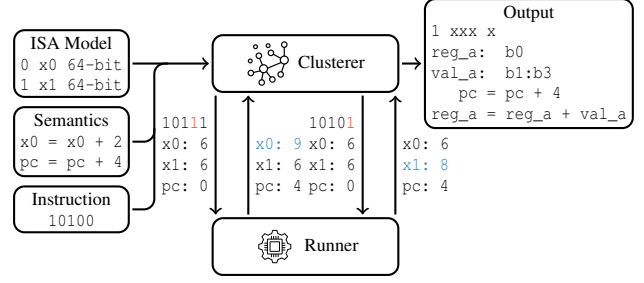 ISA Model
0 x0 64-bit
1 x1 64-bit
Semantics
x0 = x0 + 2
pc = pc + 4
Instruction
10100
Clusterer
10111
x0: 6
x1: 6
pc: 0
x0: 9
x1: 6
pc: 4
10101
x0: 6
x1: 6
pc: 0
x0: 6
x1: 8
pc: 4
Runner
Output
1 xxx x
reg_a: b0
val_a: b1:b3
pc = pc + 4
reg_a = reg_a + val_a